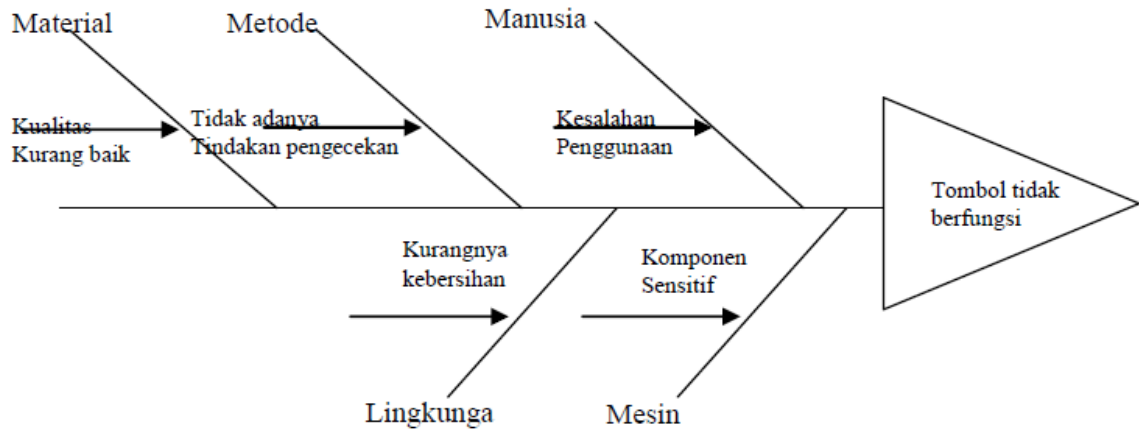 Material
Metode
Manusia
Kualitas
Kurang baik
Tidak adanya
Tindakan pengecekan
Kesalahan
Penggunaan
Tombol tidak
berfungsi
Kurangnya
kebersihan
Komponen
Sensitif
Lingkunga
Mesin